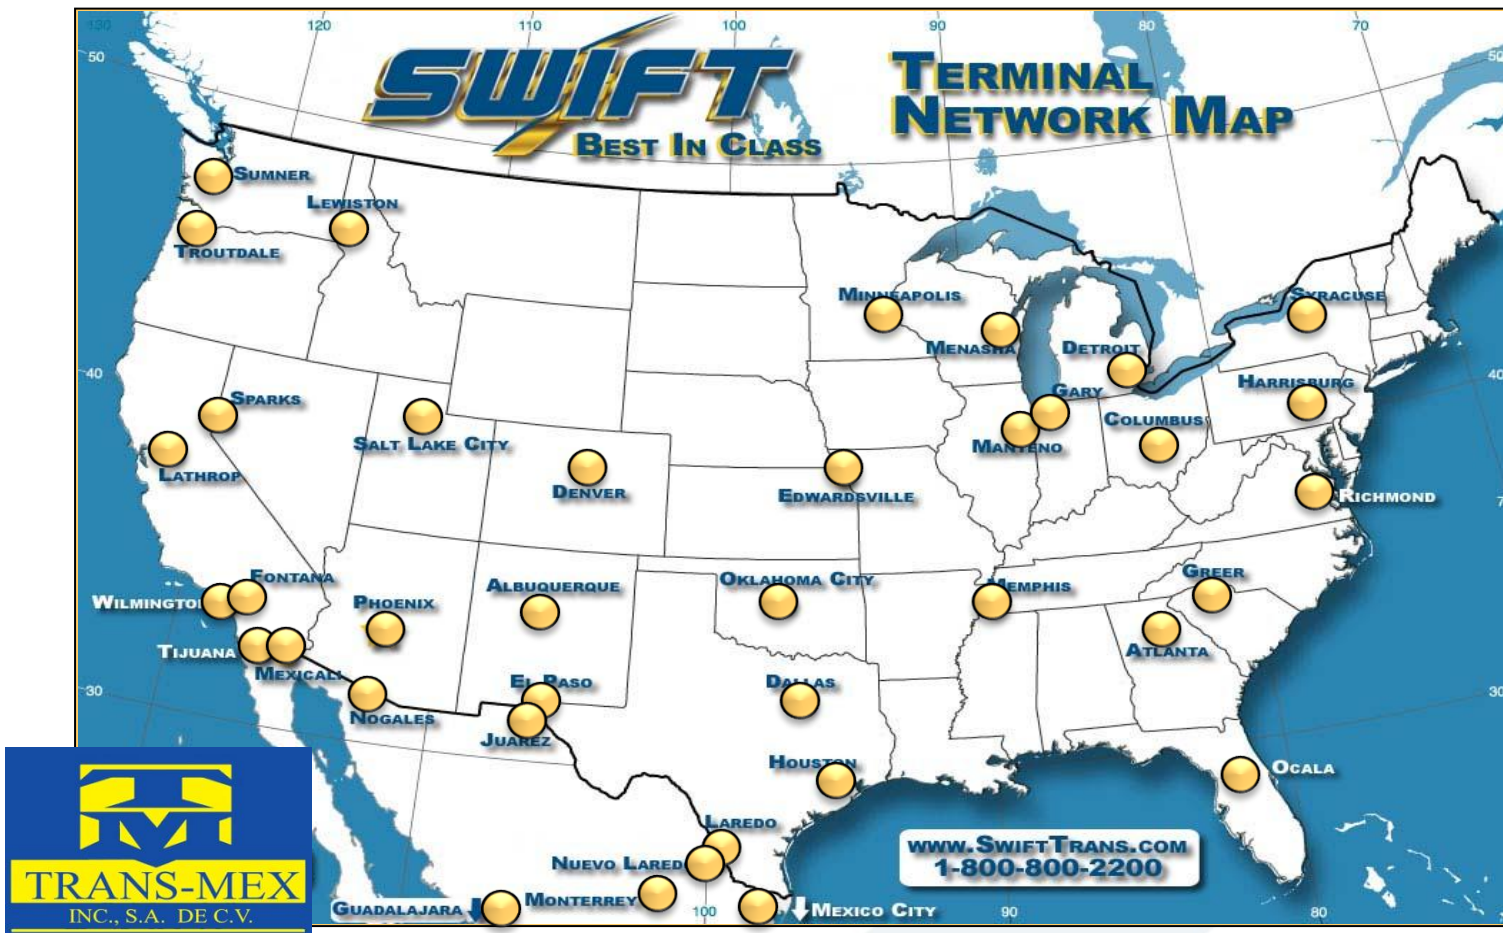 130 120 110 100 90 80 70
50
50
SWIFT
BEST IN CLASS
TERMINAL
NETWORK MAP
SUMNER
LEWISTON
TROUTDALE
MINNEAPOLIS
SYRACUSE
MENASHA
DETROIT
40
40
SPARKS
GARY
HARRISBURG
COLUMBUS
SALT LAKE CITY
MANTENO
LATHROP
DENVER
EDWARDSVILLE
RICHMOND
FONTANA
ALBUQUERQUE
OKLAHOMA CITY
MEMPHIS
GREER
WILMINGTO
PHOENIX
TIJUANA
ATLANTA
MEXICALI
EL PASO
DALLAS
30
30
NOGALES
JUAREZ
HOUSTON
OCALA
LAREDO
WWW.SWIFTTRANS.COM
1-800-800-2200
NUEVO LARED
TRANS-MEX
INC., S.A. DE C.V.
GUADALAJARA
MONTERREY
100
MEXICO CITY
90
80